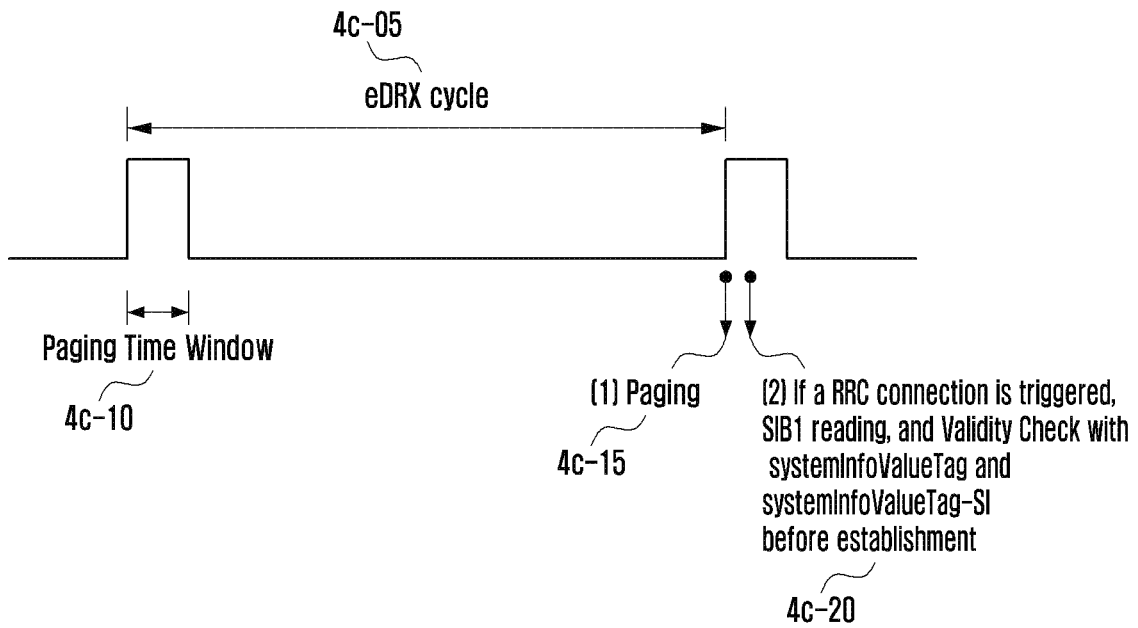 4c-05
eDRX cycle
Paging Time Window
4c-10
(1) Paging
4c-15
(2) If a RRC connection is triggered,
SIB1 reading, and Validity Check with
systemInfoValueTag and
systemInfoValueTag-SI
before establishment
4c-20